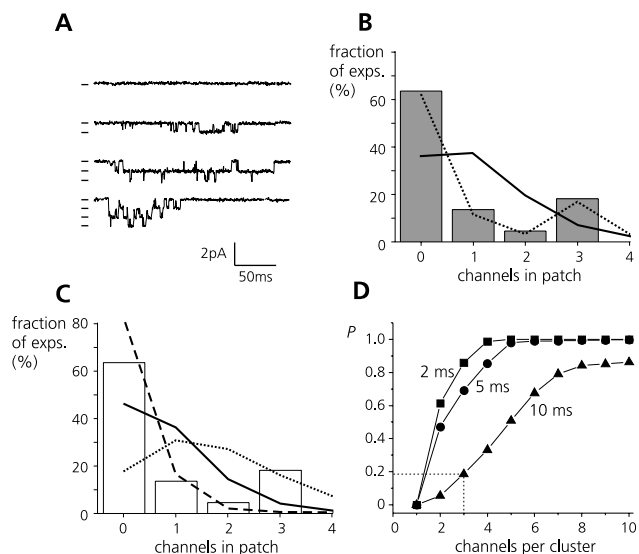 A
2pA
50ms
B
fraction
of exps.
(%)
60
40
20
0
0 1 2 3 4
channels in patch
C
fraction
of exps.
(%)
80
60
40
20
0
0 1 2 3 4
channels in patch
D
P
1.0
0.8
0.6
0.4
0.2
0.0
2 ms
5 ms
10 ms
0 2 4 6 8 10
channels per cluster